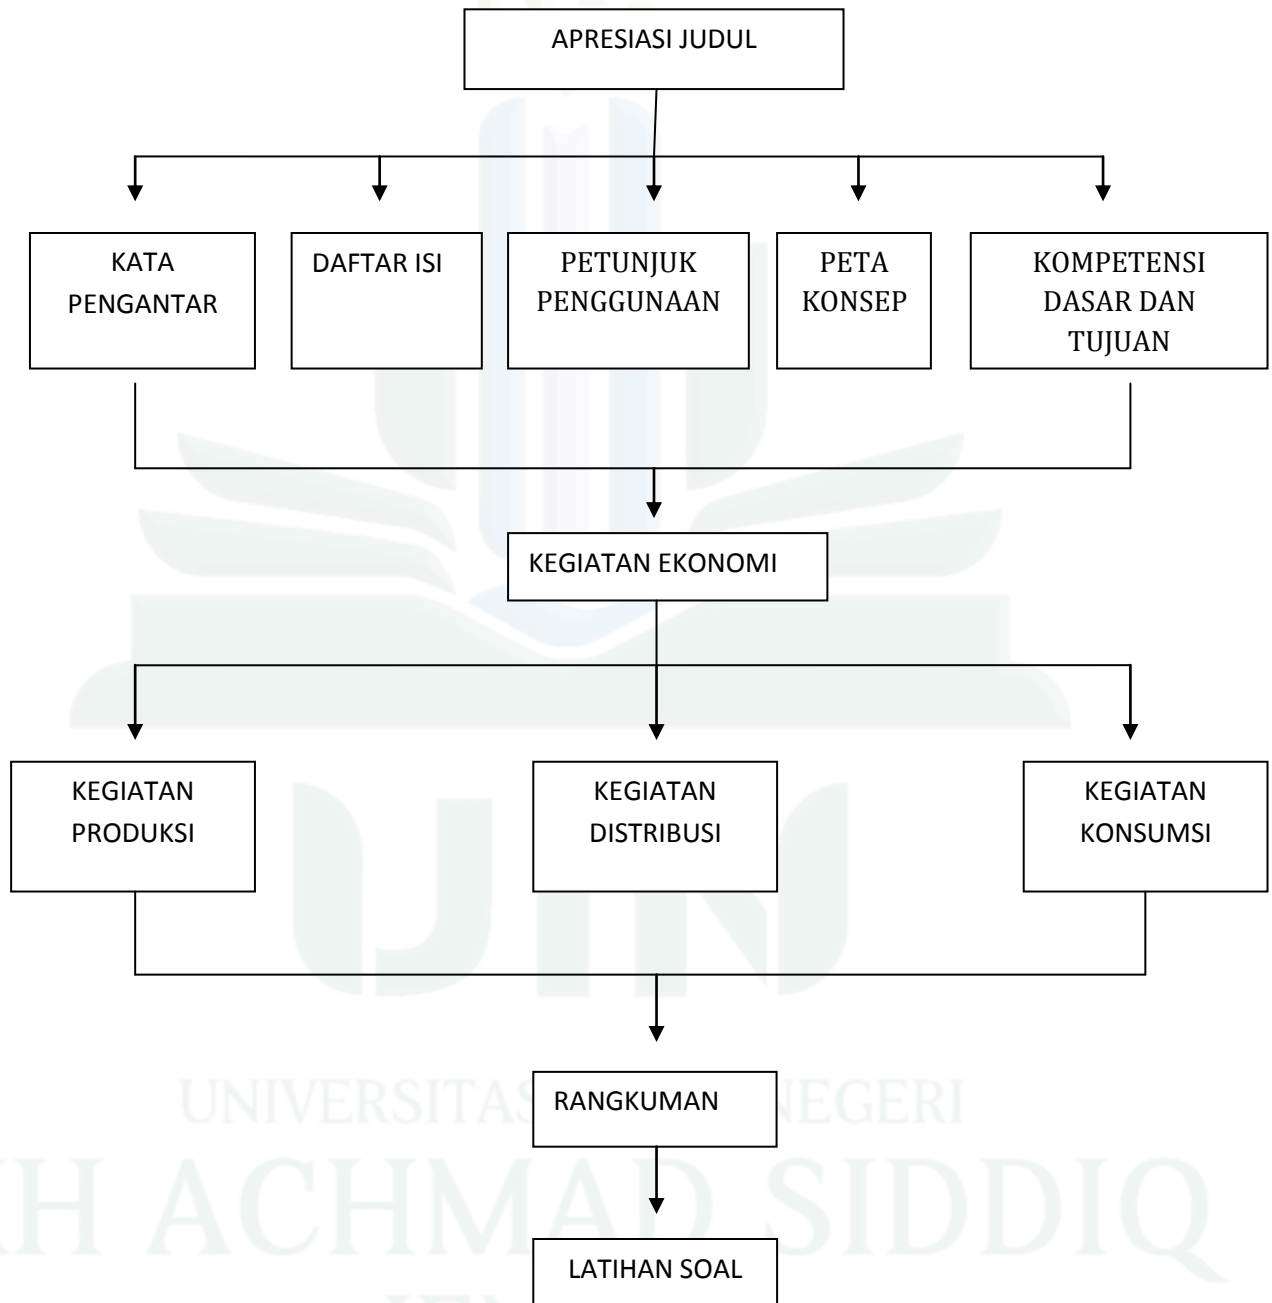 APRESIASI JUDUL
KATA
PENGANTAR
DAFTAR ISI
PETUNJUK
PENGGUNAAN
PETA
KONSEP
KOMPETENSI
DASAR DAN
TUJUAN
KEGIATAN EKONOMI
KEGIATAN
PRODUKSI
KEGIATAN
DISTRIBUSI
KEGIATAN
KONSUMSI
UIN
RANGKUMAN
UNIVERSITAS NEGERI
ACHMAD SIDDIQ
LATIHAN SOAL